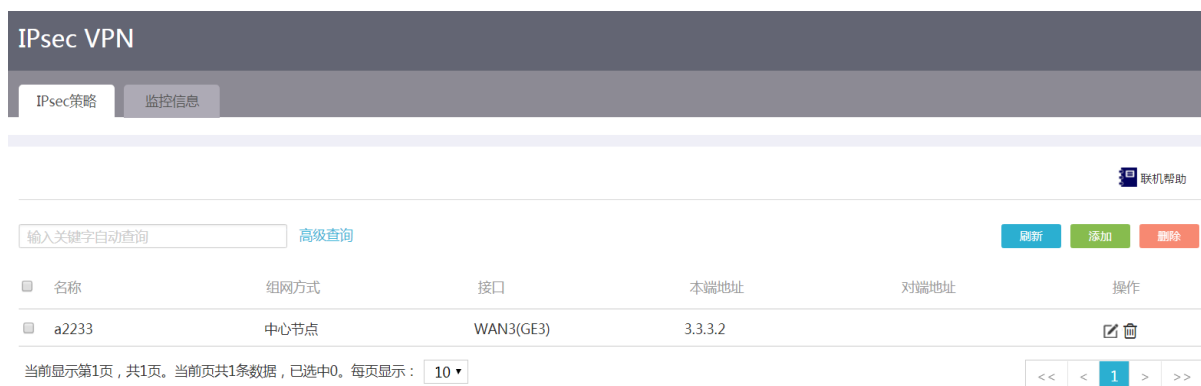 IPsec VPN
IPsec策略 监控信息
联机帮助
输入关键字自动查询 高级查询 刷新 添加 删除
名称 组网方式 接口 本端地址 对端地址 操作
a2233 中心节点 WAN3(GE3) 3.3.3.2
当前显示第1页，共1页。当前页共1条数据，已选中0。每页显示： 10 << < 1 > >>